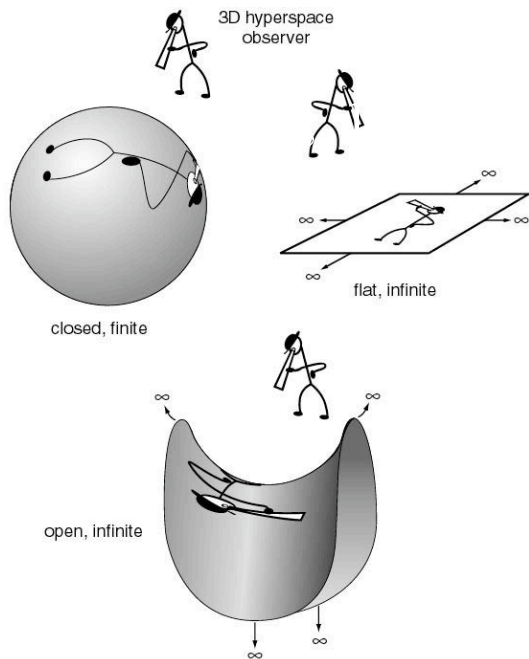 3D hyperspace
observer
∞
∞
∞
∞
flat, infinite
closed, finite
∞
∞
open, infinite
∞
∞